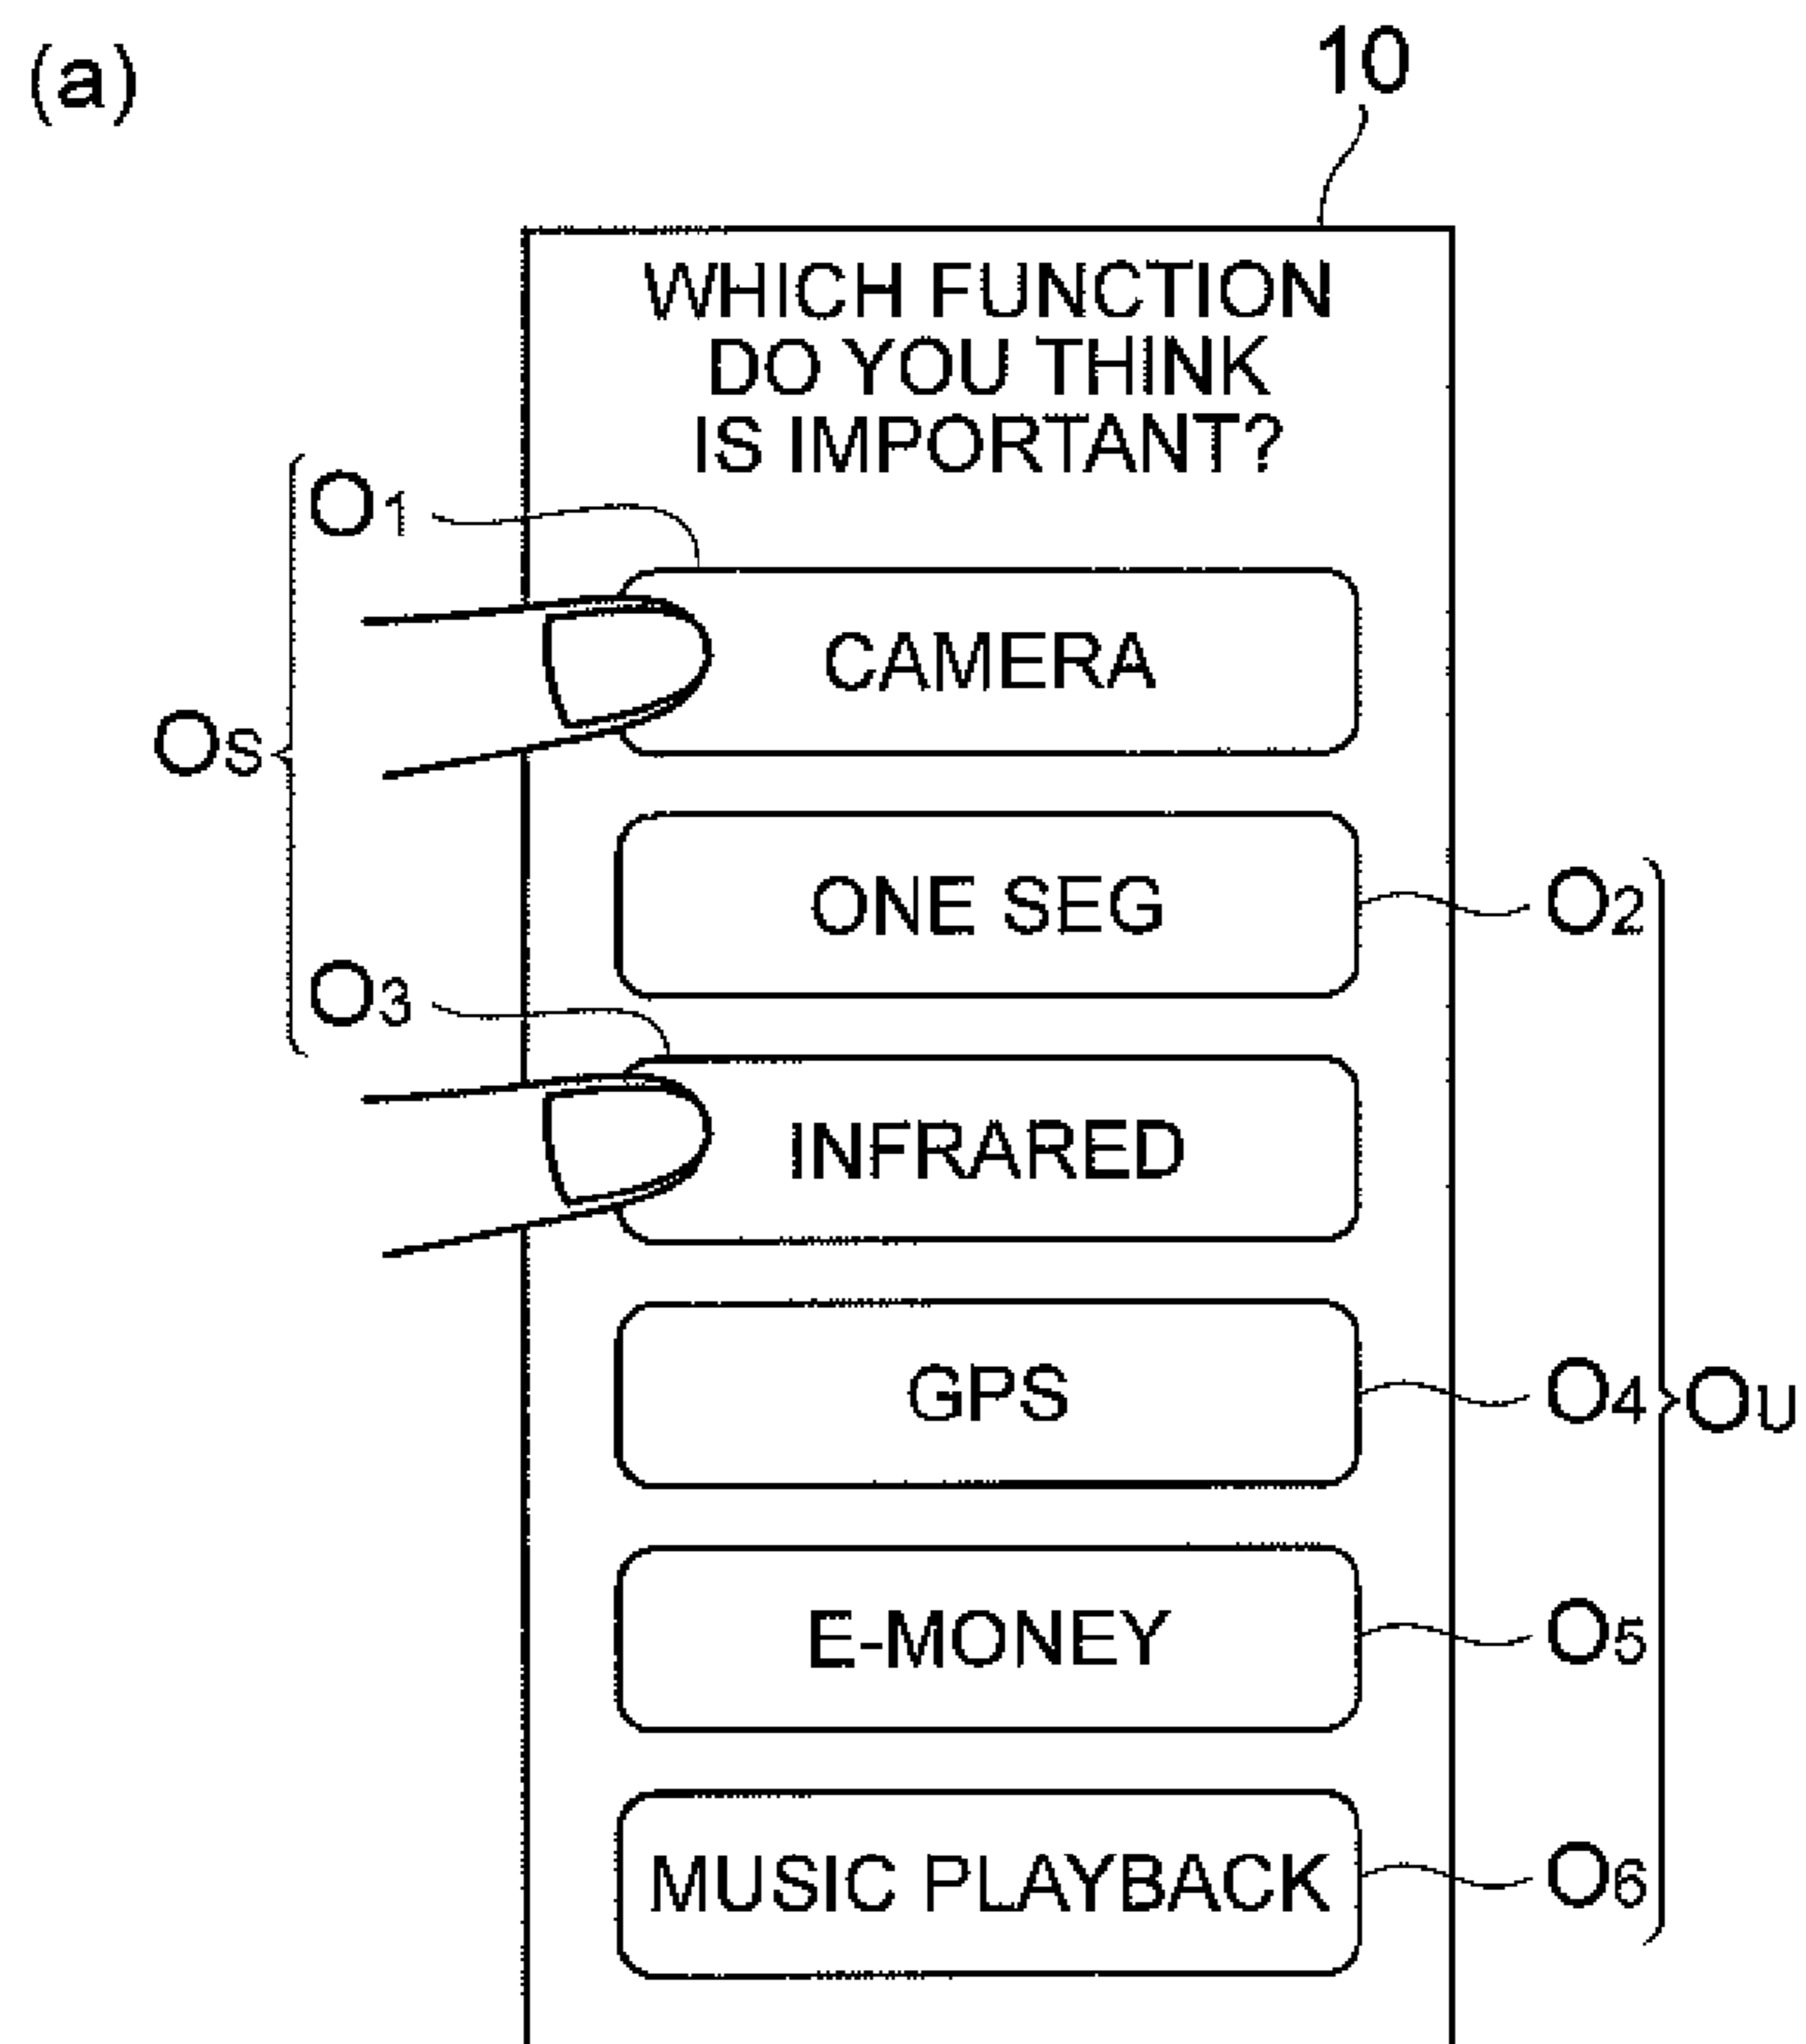 (a)
10
WHICH FUNCTION
DO YOU THINK
IS IMPORTANT?
O1
CAMERA
OS
ONE SEG
O2
O3
INFRARED
GPS
O4
OU
E-MONEY
O5
MUSIC PLAYBACK
O6